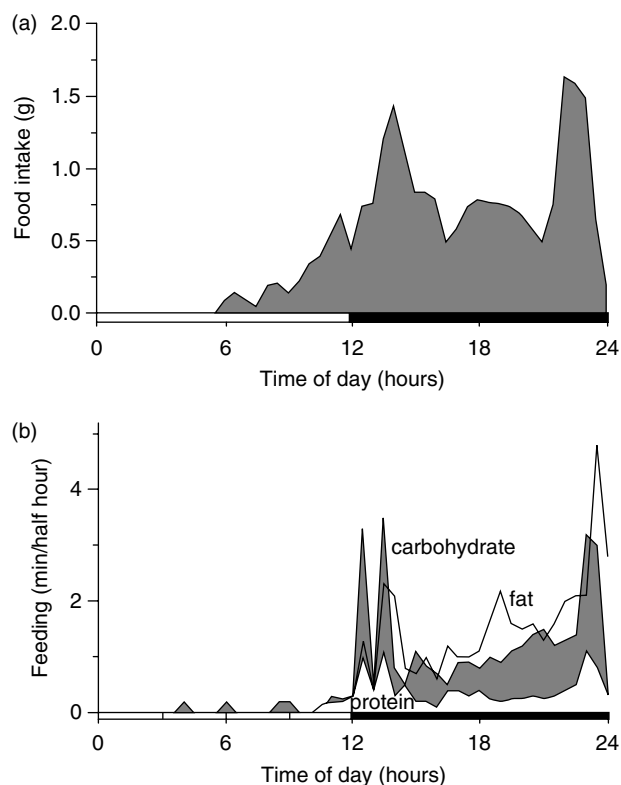 (a)
2.0
1.5
1.0
0.5
0.0
Food intake (g)
0 6 12 18 24
Time of day (hours)
(b)
4
2
0
Feeding (min/half hour)
carbohydrate
fat
protein
0 6 12 18 24
Time of day (hours)